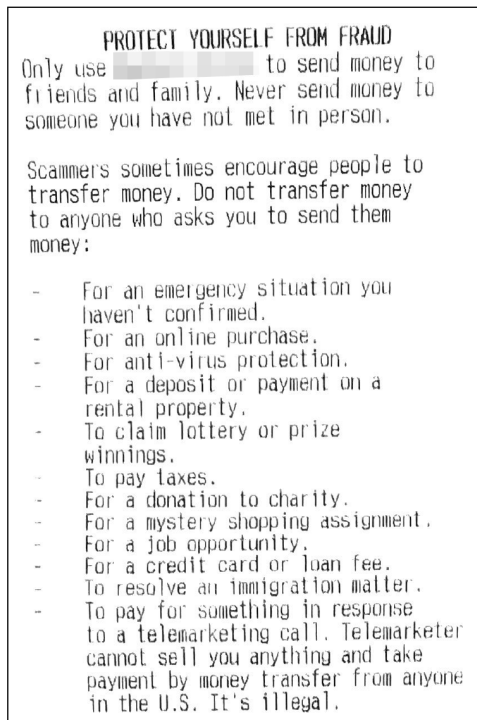 PROTECT YOURSELF FROM FRAUD
Only use to send money to
friends and family. Never send money to
someone you have not met in person.
Scammers sometimes encourage people to
transfer money. Do not transfer money
to anyone who asks you to send them
money:
- For an emergency situation you
haven't confirmed.
- For an online purchase.
- For anti-virus protection.
- For a deposit or payment on a
rental property.
- To claim lottery or prize
winnings.
- To pay taxes.
- For a donation to charity.
- For a mystery shopping assignment.
- For a job opportunity.
- For a credit card or loan fee.
- To resolve an immigration matter.
- To pay for something in response
to a telemarketing call. Telemarketer
cannot sell you anything and take
payment by money transfer from anyone
in the U.S. It's illegal.